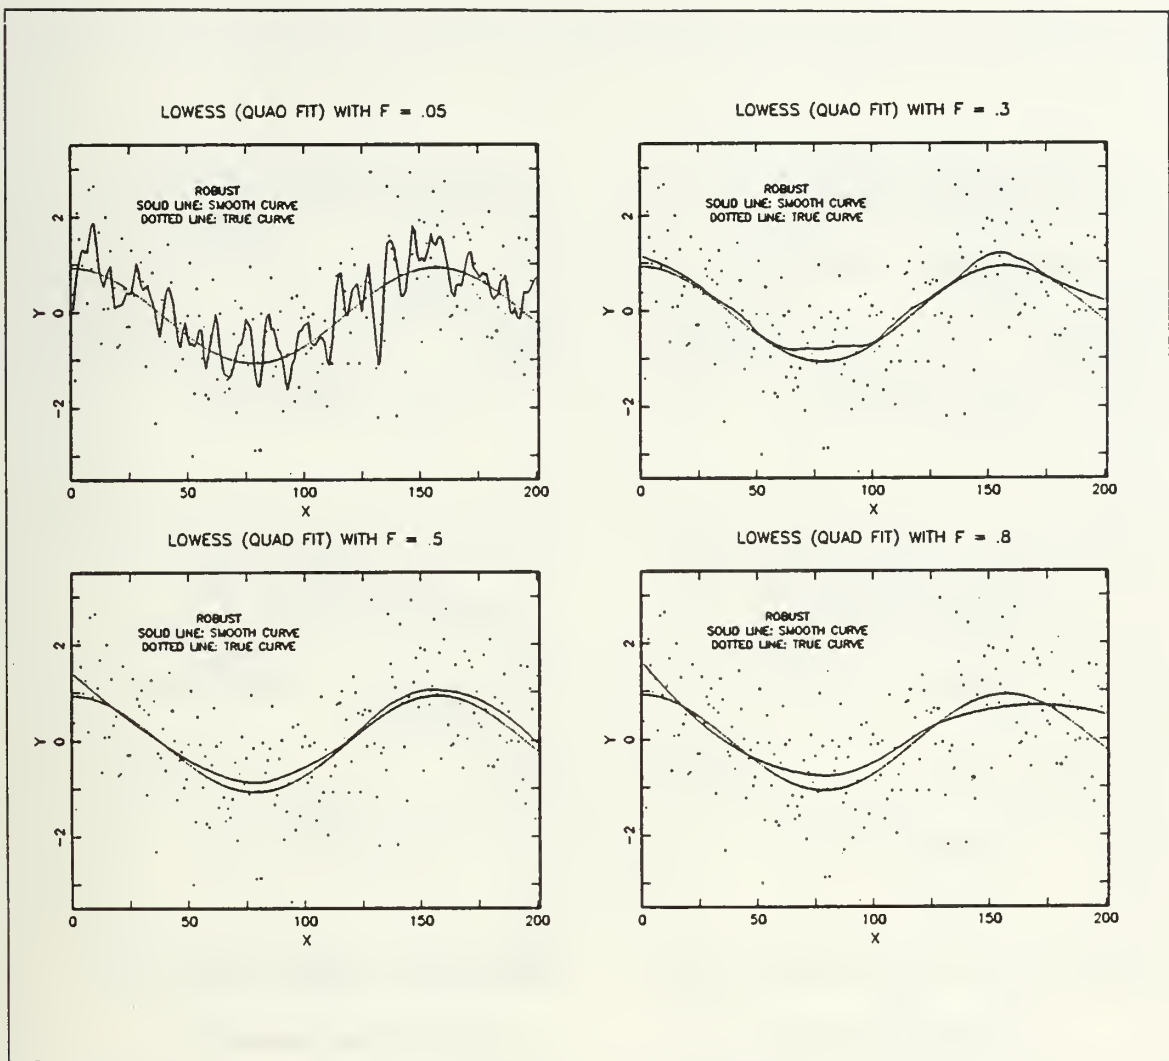 LOWESS (QUAO FIT) WITH F = .05
ROBUST
SOLID LINE: SMOOTH CURVE
DOTTED LINE: TRUE CURVE
Y
2
0
-2
0
50
100
150
200
X
LOWESS (QUAD FIT) WITH F = .3
ROBUST
SOLID LINE: SMOOTH CURVE
DOTTED LINE: TRUE CURVE
Y
2
0
-2
0
50
100
150
200
X
LOWESS (QUAD FIT) WITH F = .5
ROBUST
SOLID LINE: SMOOTH CURVE
DOTTED LINE: TRUE CURVE
Y
2
0
-2
0
50
100
150
200
X
LOWESS (QUAD FIT) WITH F = .8
ROBUST
SOLID LINE: SMOOTH CURVE
DOTTED LINE: TRUE CURVE
Y
2
0
-2
0
50
100
150
200
X